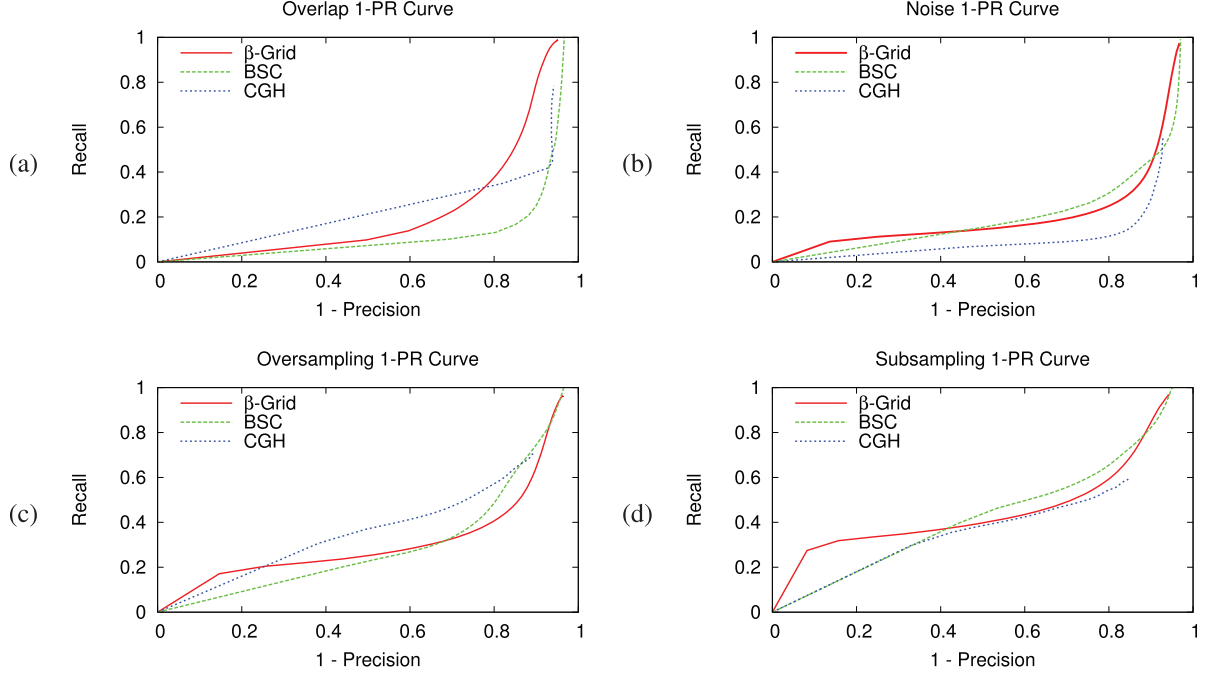 Overlap 1-PR Curve
1
β-Grid
BSC
0.8
CGH
0.6
(a)
Recall
0.4
0.2
0
0 0.2 0.4 0.6 0.8 1
1 - Precision
Noise 1-PR Curve
1
β-Grid
BSC
0.8
CGH
0.6
(b)
Recall
0.4
0.2
0
0 0.2 0.4 0.6 0.8 1
1 - Precision
Oversampling 1-PR Curve
1
β-Grid
BSC
0.8
CGH
0.6
(c)
Recall
0.4
0.2
0
0 0.2 0.4 0.6 0.8 1
1 - Precision
Subsampling 1-PR Curve
1
β-Grid
BSC
0.8
CGH
0.6
(d)
Recall
0.4
0.2
0
0 0.2 0.4 0.6 0.8 1
1 - Precision